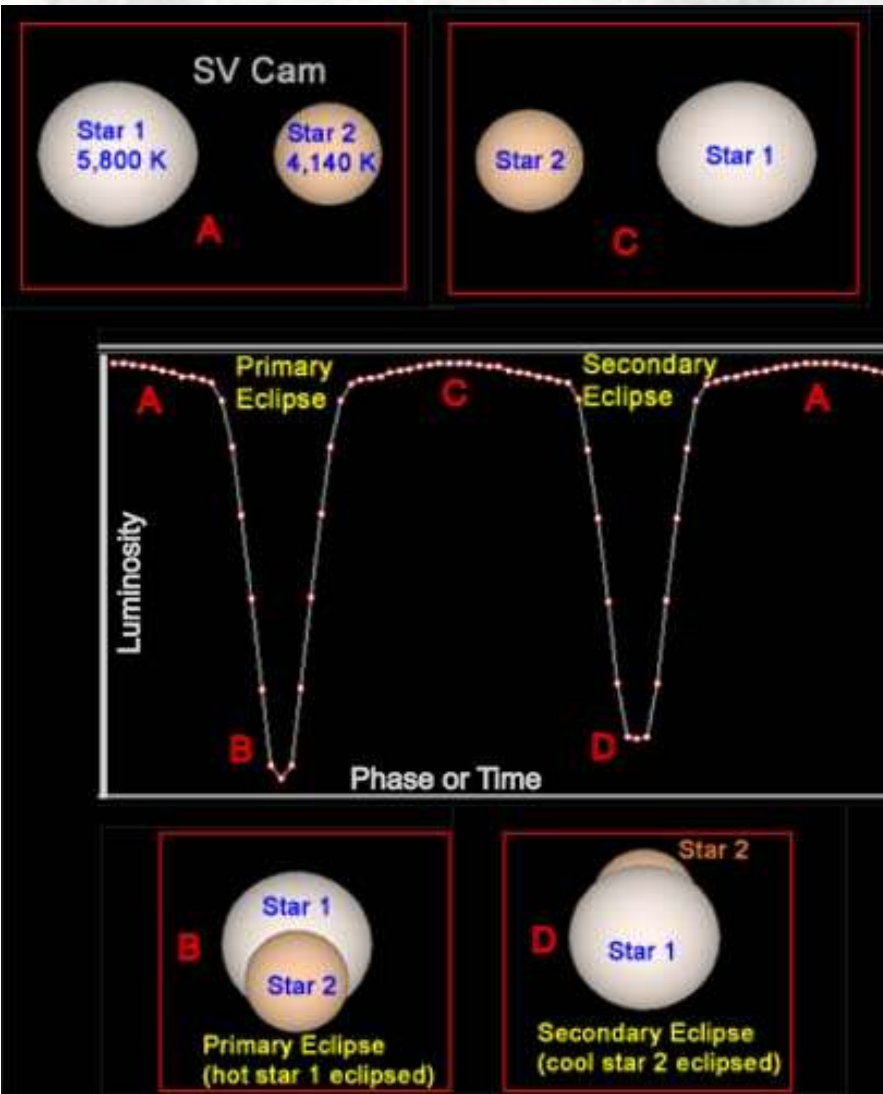 SV Cam
Star 1
5,800 K
Star 2
4,140 K
A
Star 2
Star 1
C
Primary
Eclipse
Secondary
Eclipse
A
C
A
Luminosity
B
D
Phase or Time
Star 1
B
Star 2
Primary Eclipse
(hot star 1 eclipsed)
Star 2
D
Star 1
Secondary Eclipse
(cool star 2 eclipsed)